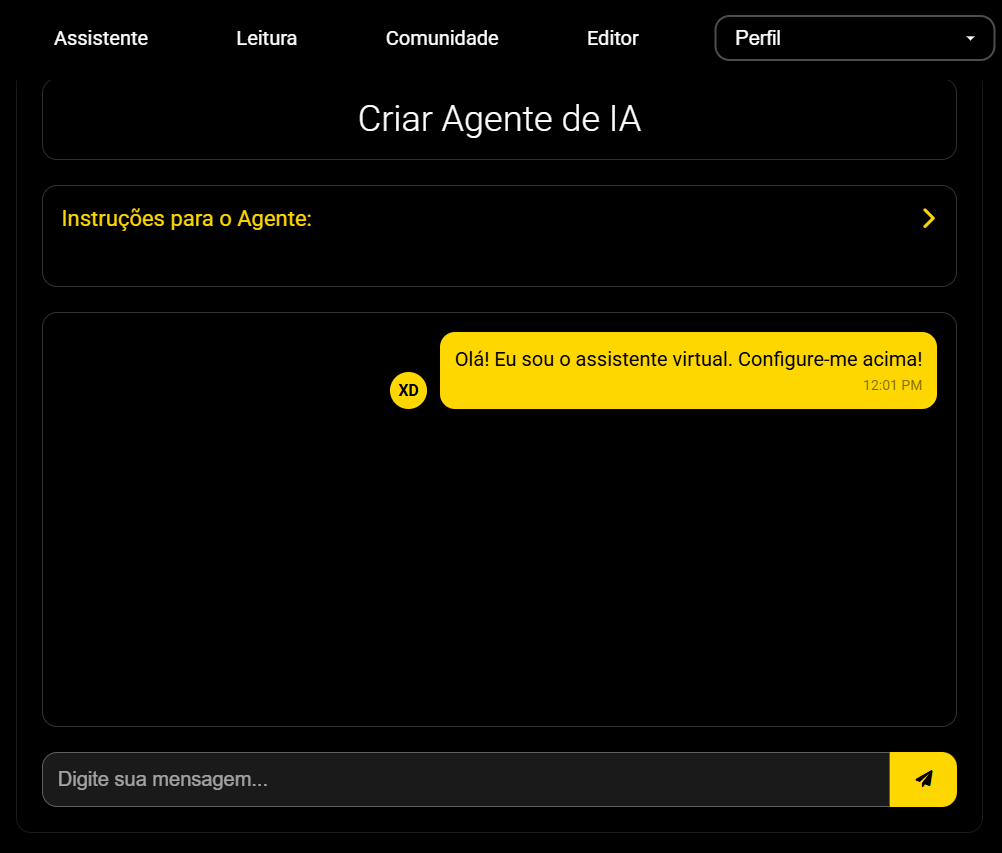 Assistente Leitura Comunidade Editor Perfil
Criar Agente de IA
Instruções para o Agente:
Olá! Eu sou o assistente virtual. Configure-me acima!
12:01 PM
XD
Digite sua mensagem...